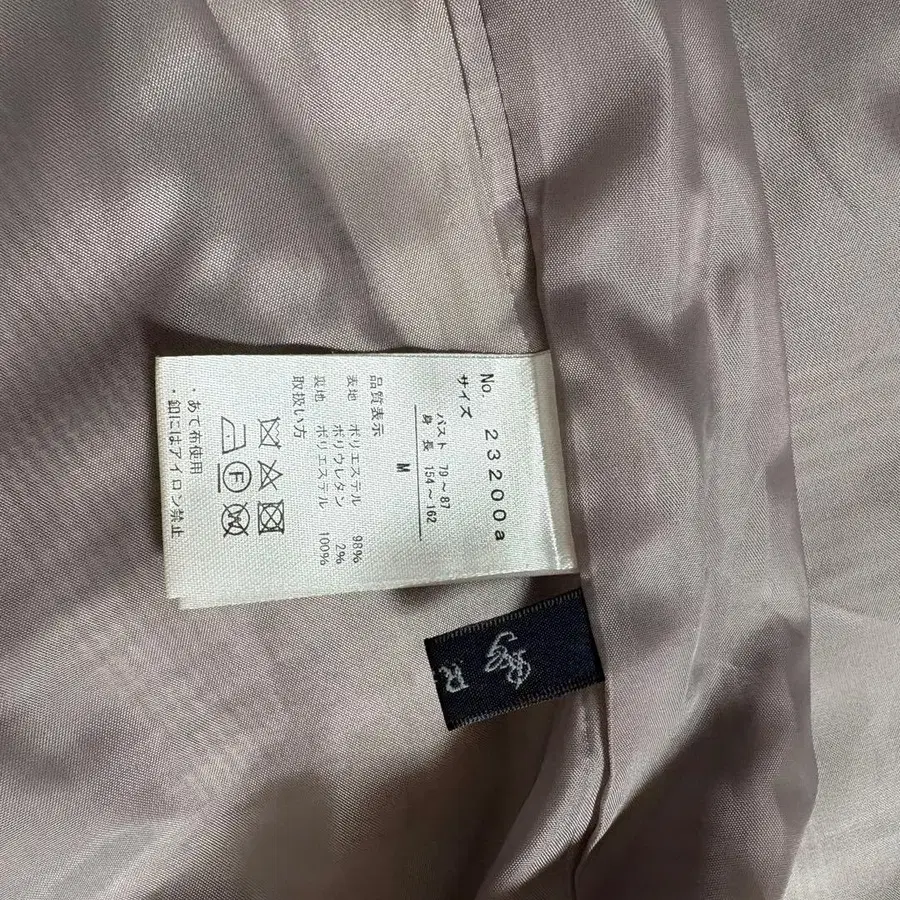 No. 23200a
サイズ
バスト 79～87
身長 154～162
M
品質表示
表地 ポリエステル 98%
ポリウレタン 2%
裏地 ポリエステル 100%
取扱い方
F
W
・あて布使用
・釦にはアイロン禁止
R